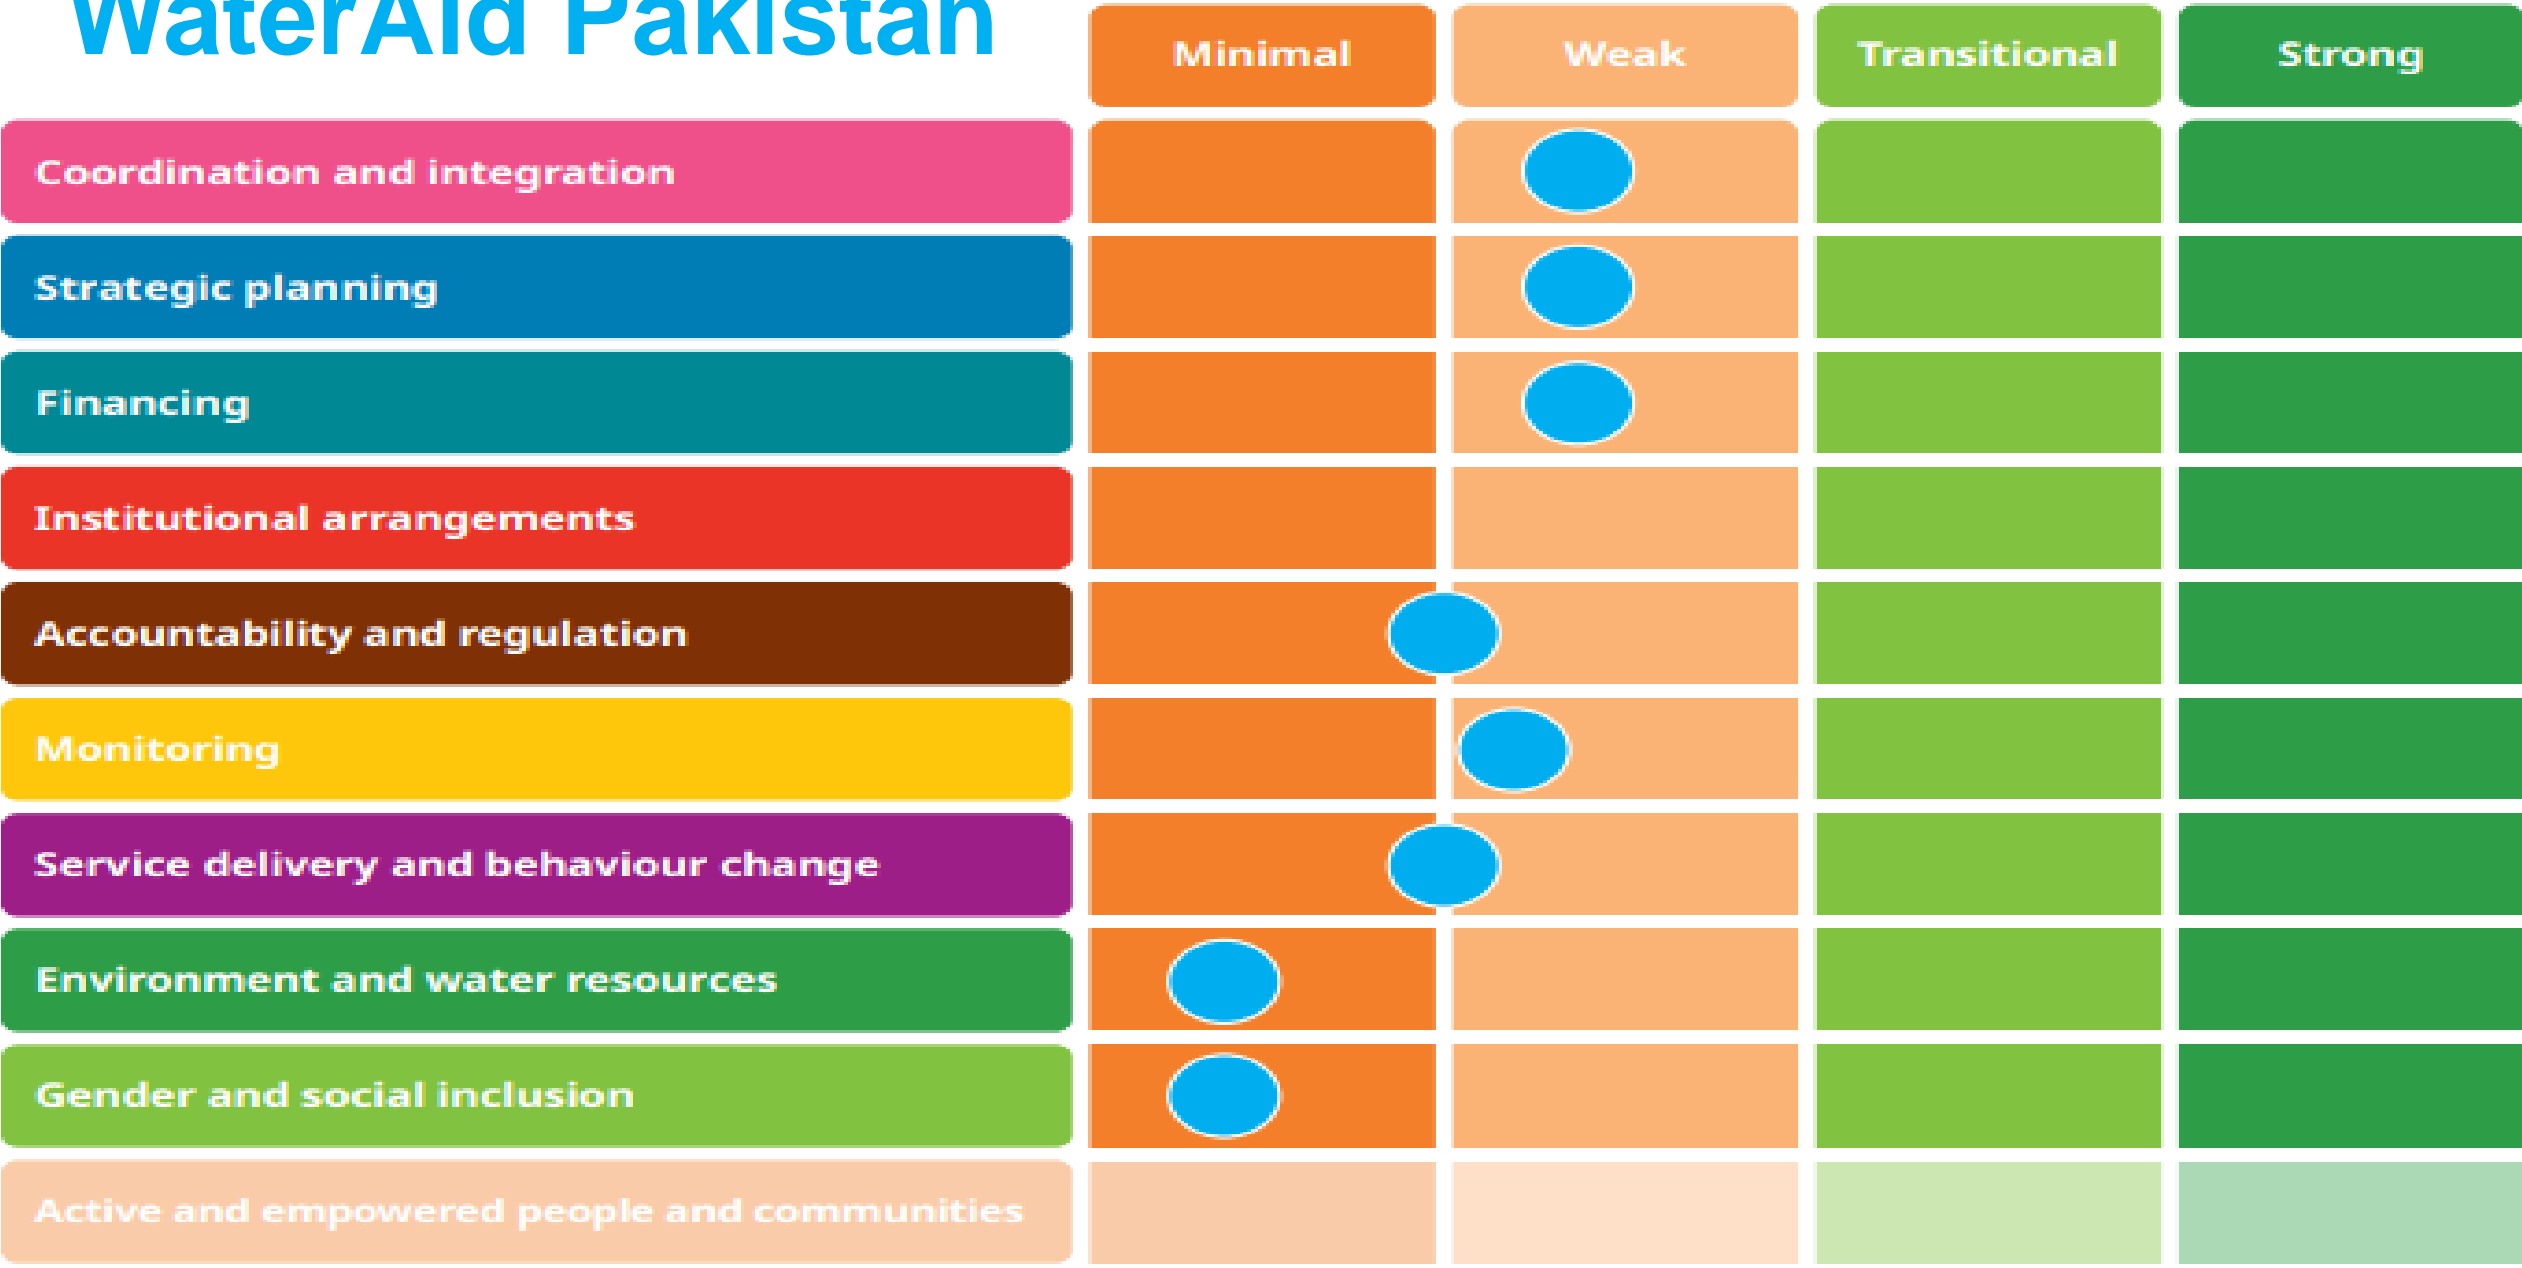 WaterAid Pakistan
Minimal
Weak
Transitional
Strong
Coordination and integration
Strategic planning
Financing
Institutional arrangements
Accountability and regulation
Monitoring
Service delivery and behaviour change
Environment and water resources
Gender and social inclusion
Active and empowered people and communities